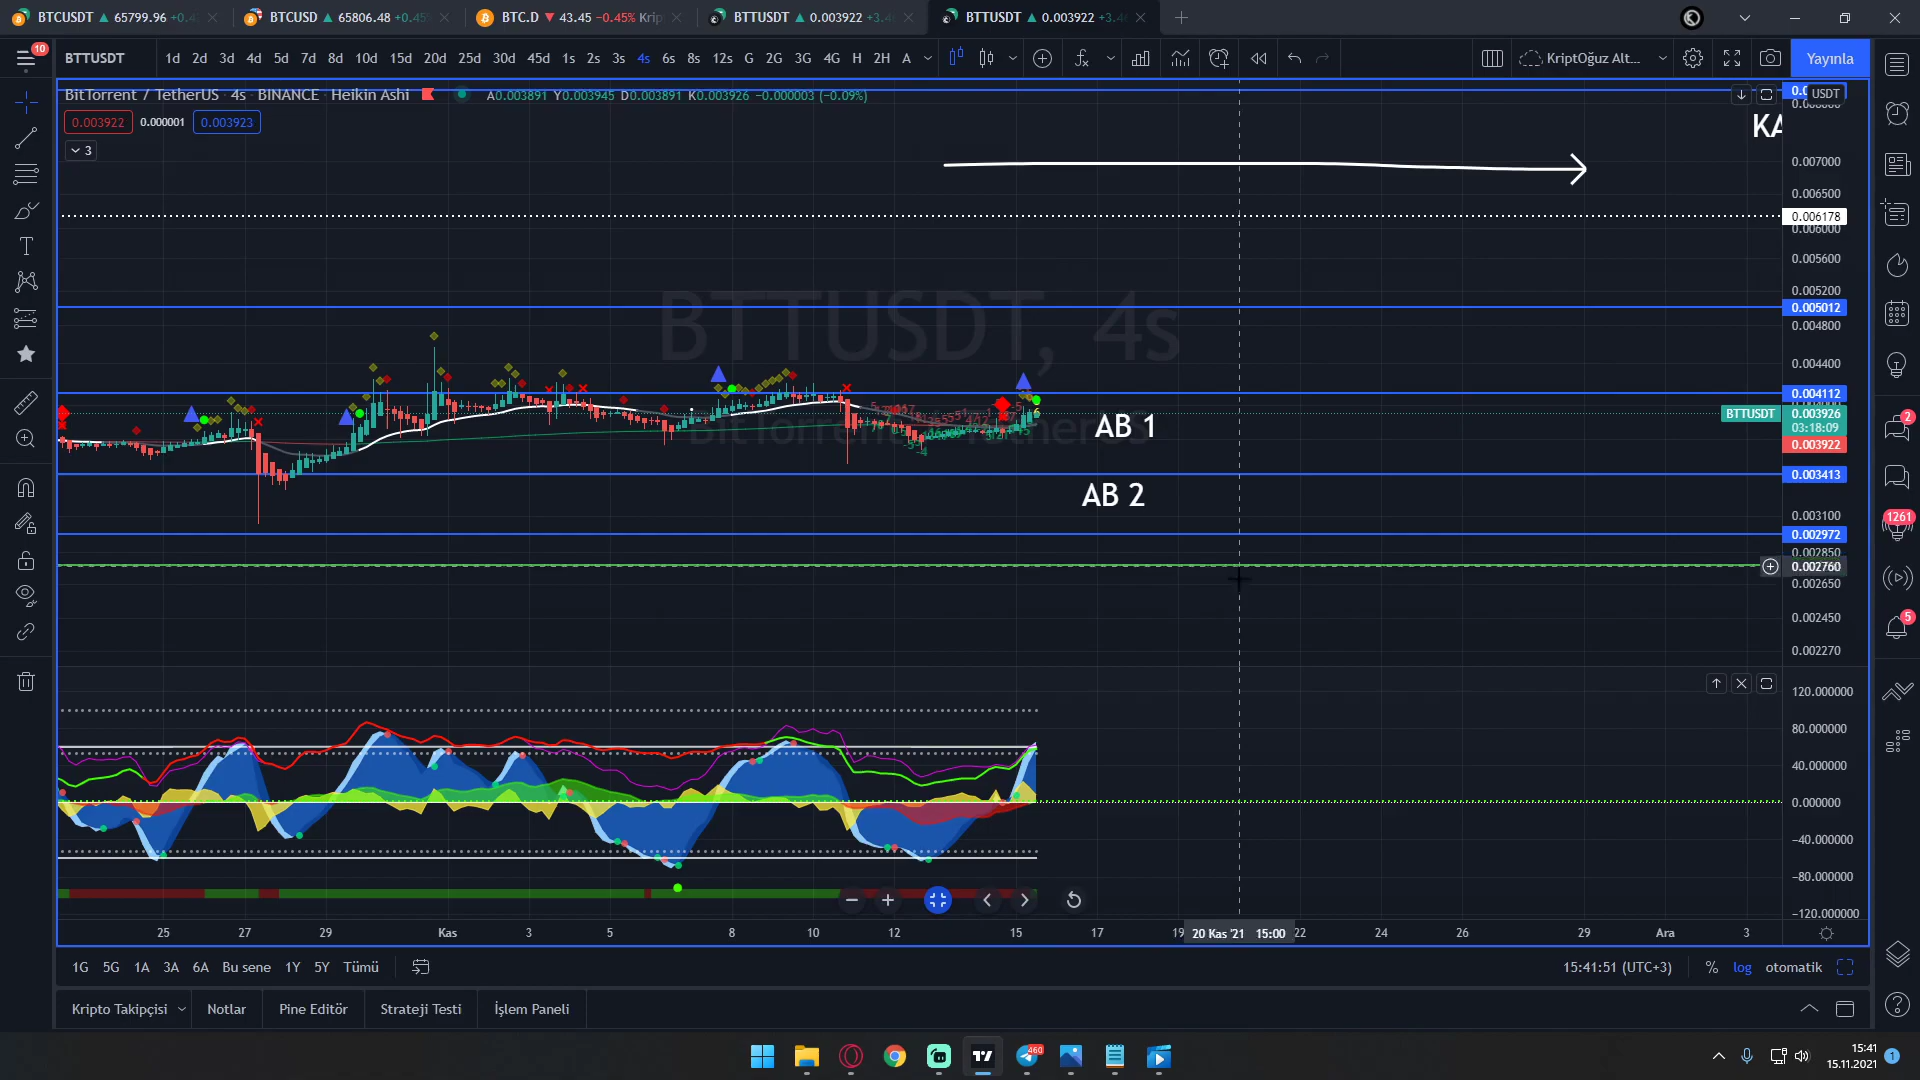 BTCUSDT ▲ 65799.96 +0.4
BTCUSD ▲ 65806.48 +0.45
BTC.D ▼ 43.45 −0.45% Krip
BTTUSDT ▲ 0.003922 +3.4
BTTUSDT ▲ 0.003922 +3.4
10
BTTUSDT
1d 2d 3d 4d 5d 7d 8d 10d 15d 20d 25d 30d 45d 1s 2s 3s 4s 6s 8s 12s G 2G 3G 4G H 2H A
KriptOğuz Alt...
Yayınla
BitTorrent / TetherUS · 4s · BINANCE · Heikin Ashi
A0.003891 Y0.003945 D0.003891 K0.003926 −0.000003 (−0.09%)
0.003922 0.000001 0.003923
3
USDT
KA
0.007000
0.006500
0.006178
0.006000
0.005600
0.005200
0.005012
0.004800
0.004400
0.004112
BTTUSDT 0.003926
03:18:09
0.003922
0.003413
0.003100
0.002972
0.002850
0.002760
0.002650
0.002450
0.002270
BTTUSDT, 4s
BitTorrent / TetherUS
AB 1
AB 2
120.000000
80.000000
40.000000
0.000000
−40.000000
−80.000000
−120.000000
25 27 29 Kas 3 5 8 10 12 15 17 19 20 Kas '21 15:00 22 24 26 29 Ara 3
1G 5G 1A 3A 6A Bu sene 1Y 5Y Tümü
15:41:51 (UTC+3) % log otomatik
Kripto Takipçisi Notlar Pine Editör Strateji Testi İşlem Paneli
2
1261
5
460
15:41
15.11.2021
1